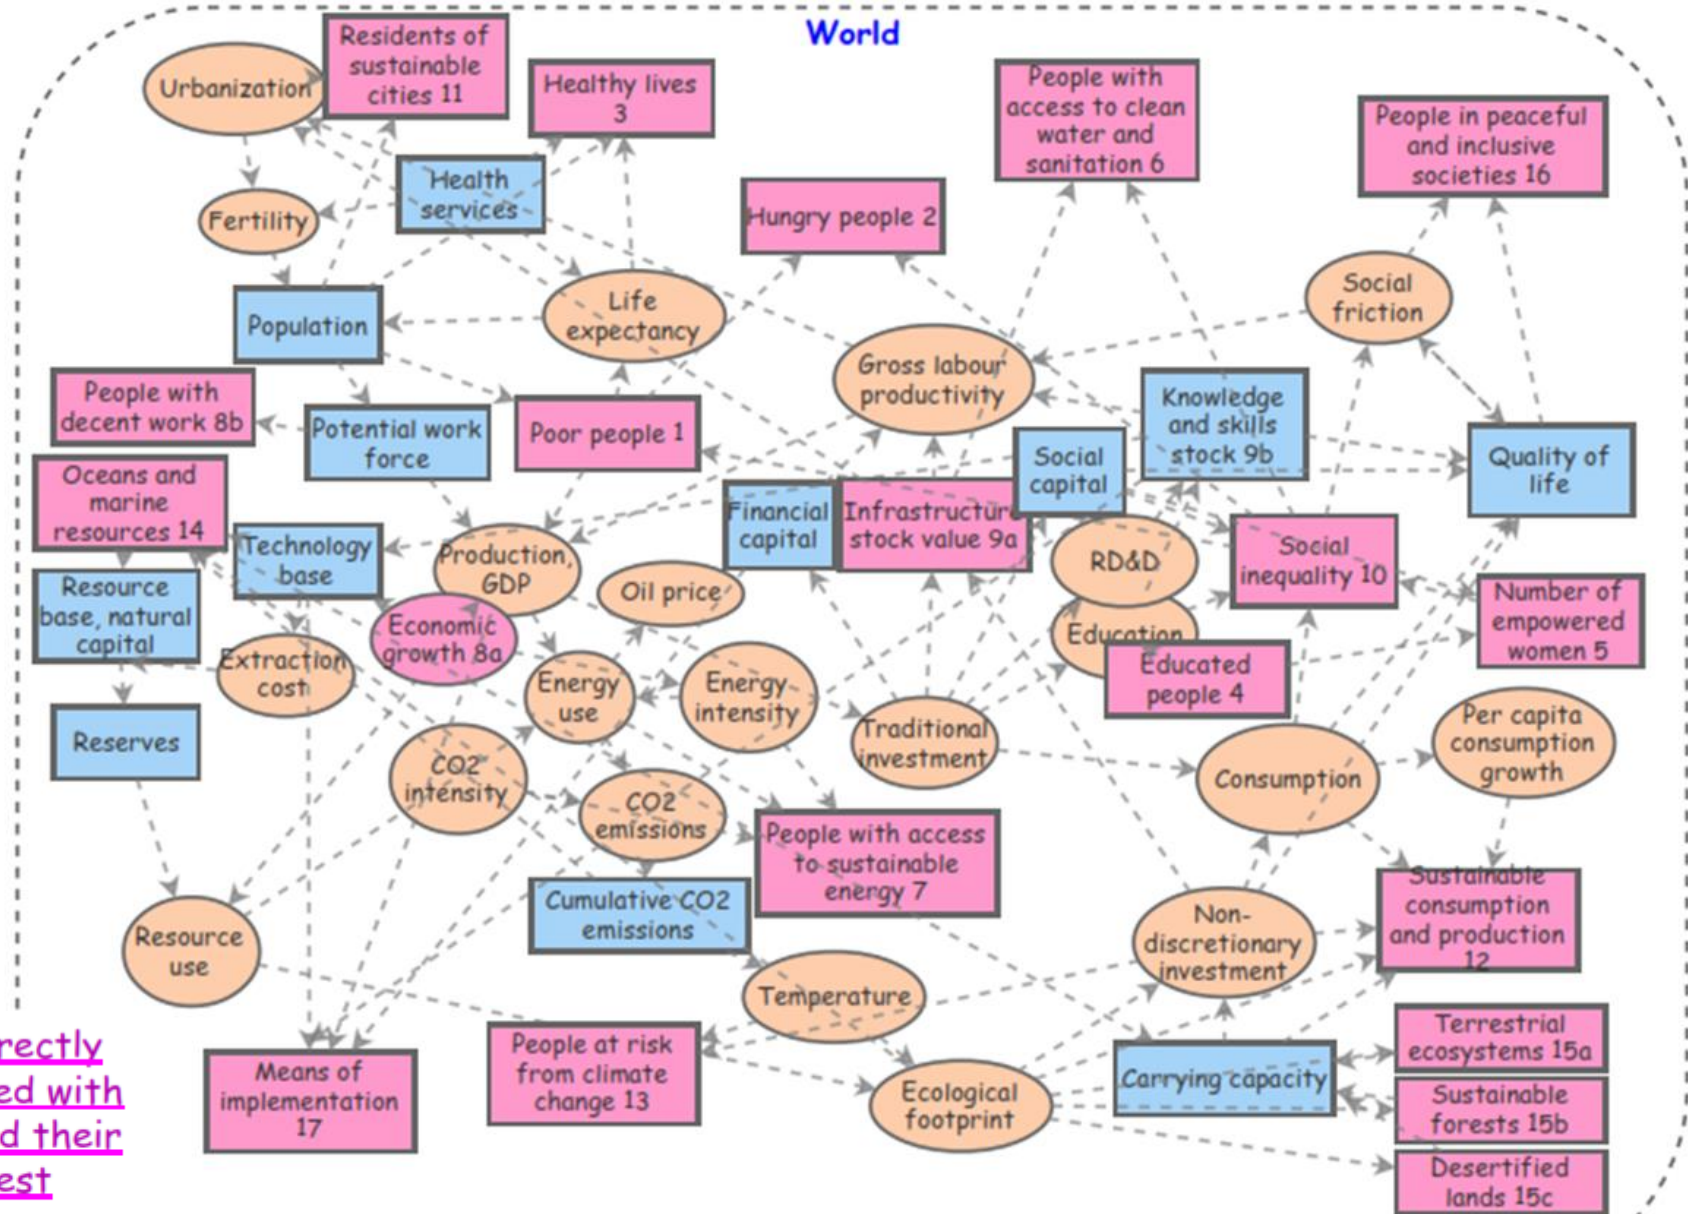 World
Residents of
sustainable
cities 11
Urbanization
Healthy lives
3
People with
access to clean
water and
sanitation 6
People in peaceful
and inclusive
societies 16
Health
services
Fertility
Hungry people 2
Social
friction
Population
Life
expectancy
Gross labour
productivity
People with
decent work 8b
Potential work
force
Poor people 1
Knowledge
and skills
stock 9b
Social
capital
Quality of
life
Oceans and
marine
resources 14
Technology
base
Production,
GDP
Financial
capital
Infrastructure
stock value 9a
RD&D
Social
inequality 10
Resource
base, natural
capital
Oil price
Economic
growth 8a
Education
Number of
empowered
women 5
Extraction
cost
Energy
use
Energy
intensity
Educated
people 4
Reserves
Traditional
investment
Per capita
consumption
growth
CO2
intensity
CO2
emissions
Consumption
People with access
to sustainable
energy 7
Cumulative CO2
emissions
Sustainable
consumption
and production
12
Resource
use
Non-
discretionary
investment
Temperature
rectly
ed with
d their
est
Means of
implementation
17
People at risk
from climate
change 13
Ecological
footprint
Carrying capacity
Terrestrial
ecosystems 15a
Sustainable
forests 15b
Desertified
lands 15c